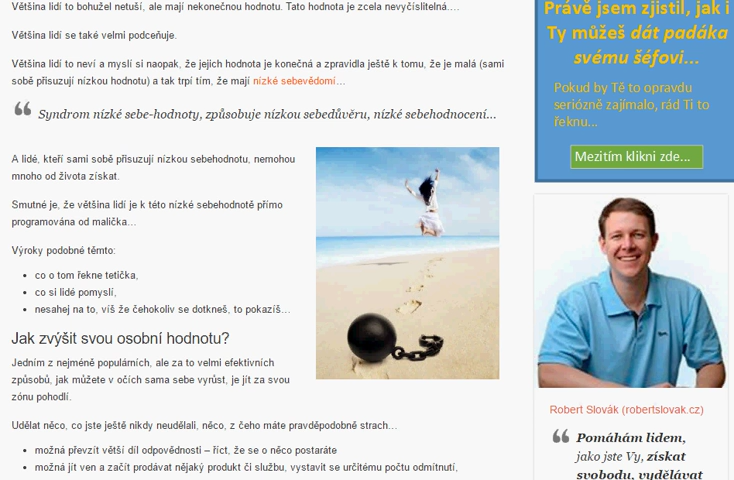 Většina lidí to bohužel netuší, ale mají nekonečnou hodnotu. Tato hodnota je zcela nevyčíslitelná….
Většina lidí se také velmi podceňuje.
Většina lidí to neví a myslí si naopak, že jejich hodnota je konečná a zpravidla ještě k tomu, že je malá (sami
sobě přisuzují nízkou hodnotu) a tak trpí tím, že mají nízké sebevědomí…
Syndrom nízké sebe-hodnoty, způsobuje nízkou sebedůvěru, nízké sebehodnocení…
A lidé, kteří sami sobě přisuzují nízkou sebehodnotu, nemohou
mnoho od života získat.
Smutné je, že většina lidí je k této nízké sebehodnotě přímo
programována od malička…
Výroky podobné těmto:
co o tom řekne tetička,
co si lidé pomyslí,
nesahej na to, víš že čehokoliv se dotkneš, to pokazíš…
Jak zvýšit svou osobní hodnotu?
Jedním z nejméně populárních, ale za to velmi efektivních
způsobů, jak můžete v očích sama sebe vyrůst, je jít za svou
zónu pohodlí.
Udělat něco, co jste ještě nikdy neudělali, něco, z čeho máte pravděpodobně strach…
možná převzít větší díl odpovědnosti – říct, že se o něco postaráte
možná jít ven a začít prodávat nějaký produkt či službu, vystavit se určitému počtu odmítnutí,
Právě jsem zjistil, jak i
Ty můžeš dát padáka
svému šéfovi...
Pokud by Tě to opravdu
seriózně zajímalo, rád Ti to
řeknu...
Mezitím klikni zde...
Robert Slovák (robertslovak.cz)
Pomáhám lidem,
jako jste Vy, získat
svobodu, vydělávat